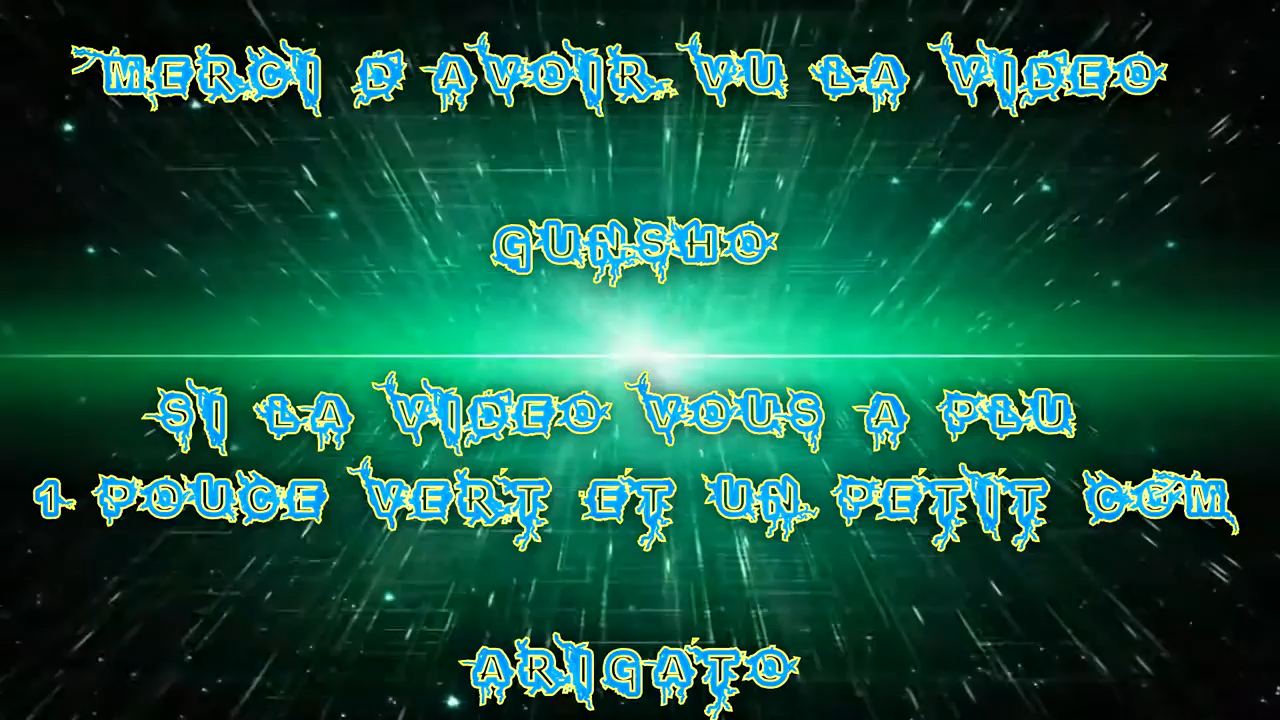 MERCI D AVOIR VU LA VIDEO
GUNSHO
SI LA VIDEO VOUS A PLU
1 POUCE VERT ET UN PETIT COM
ARIGATO